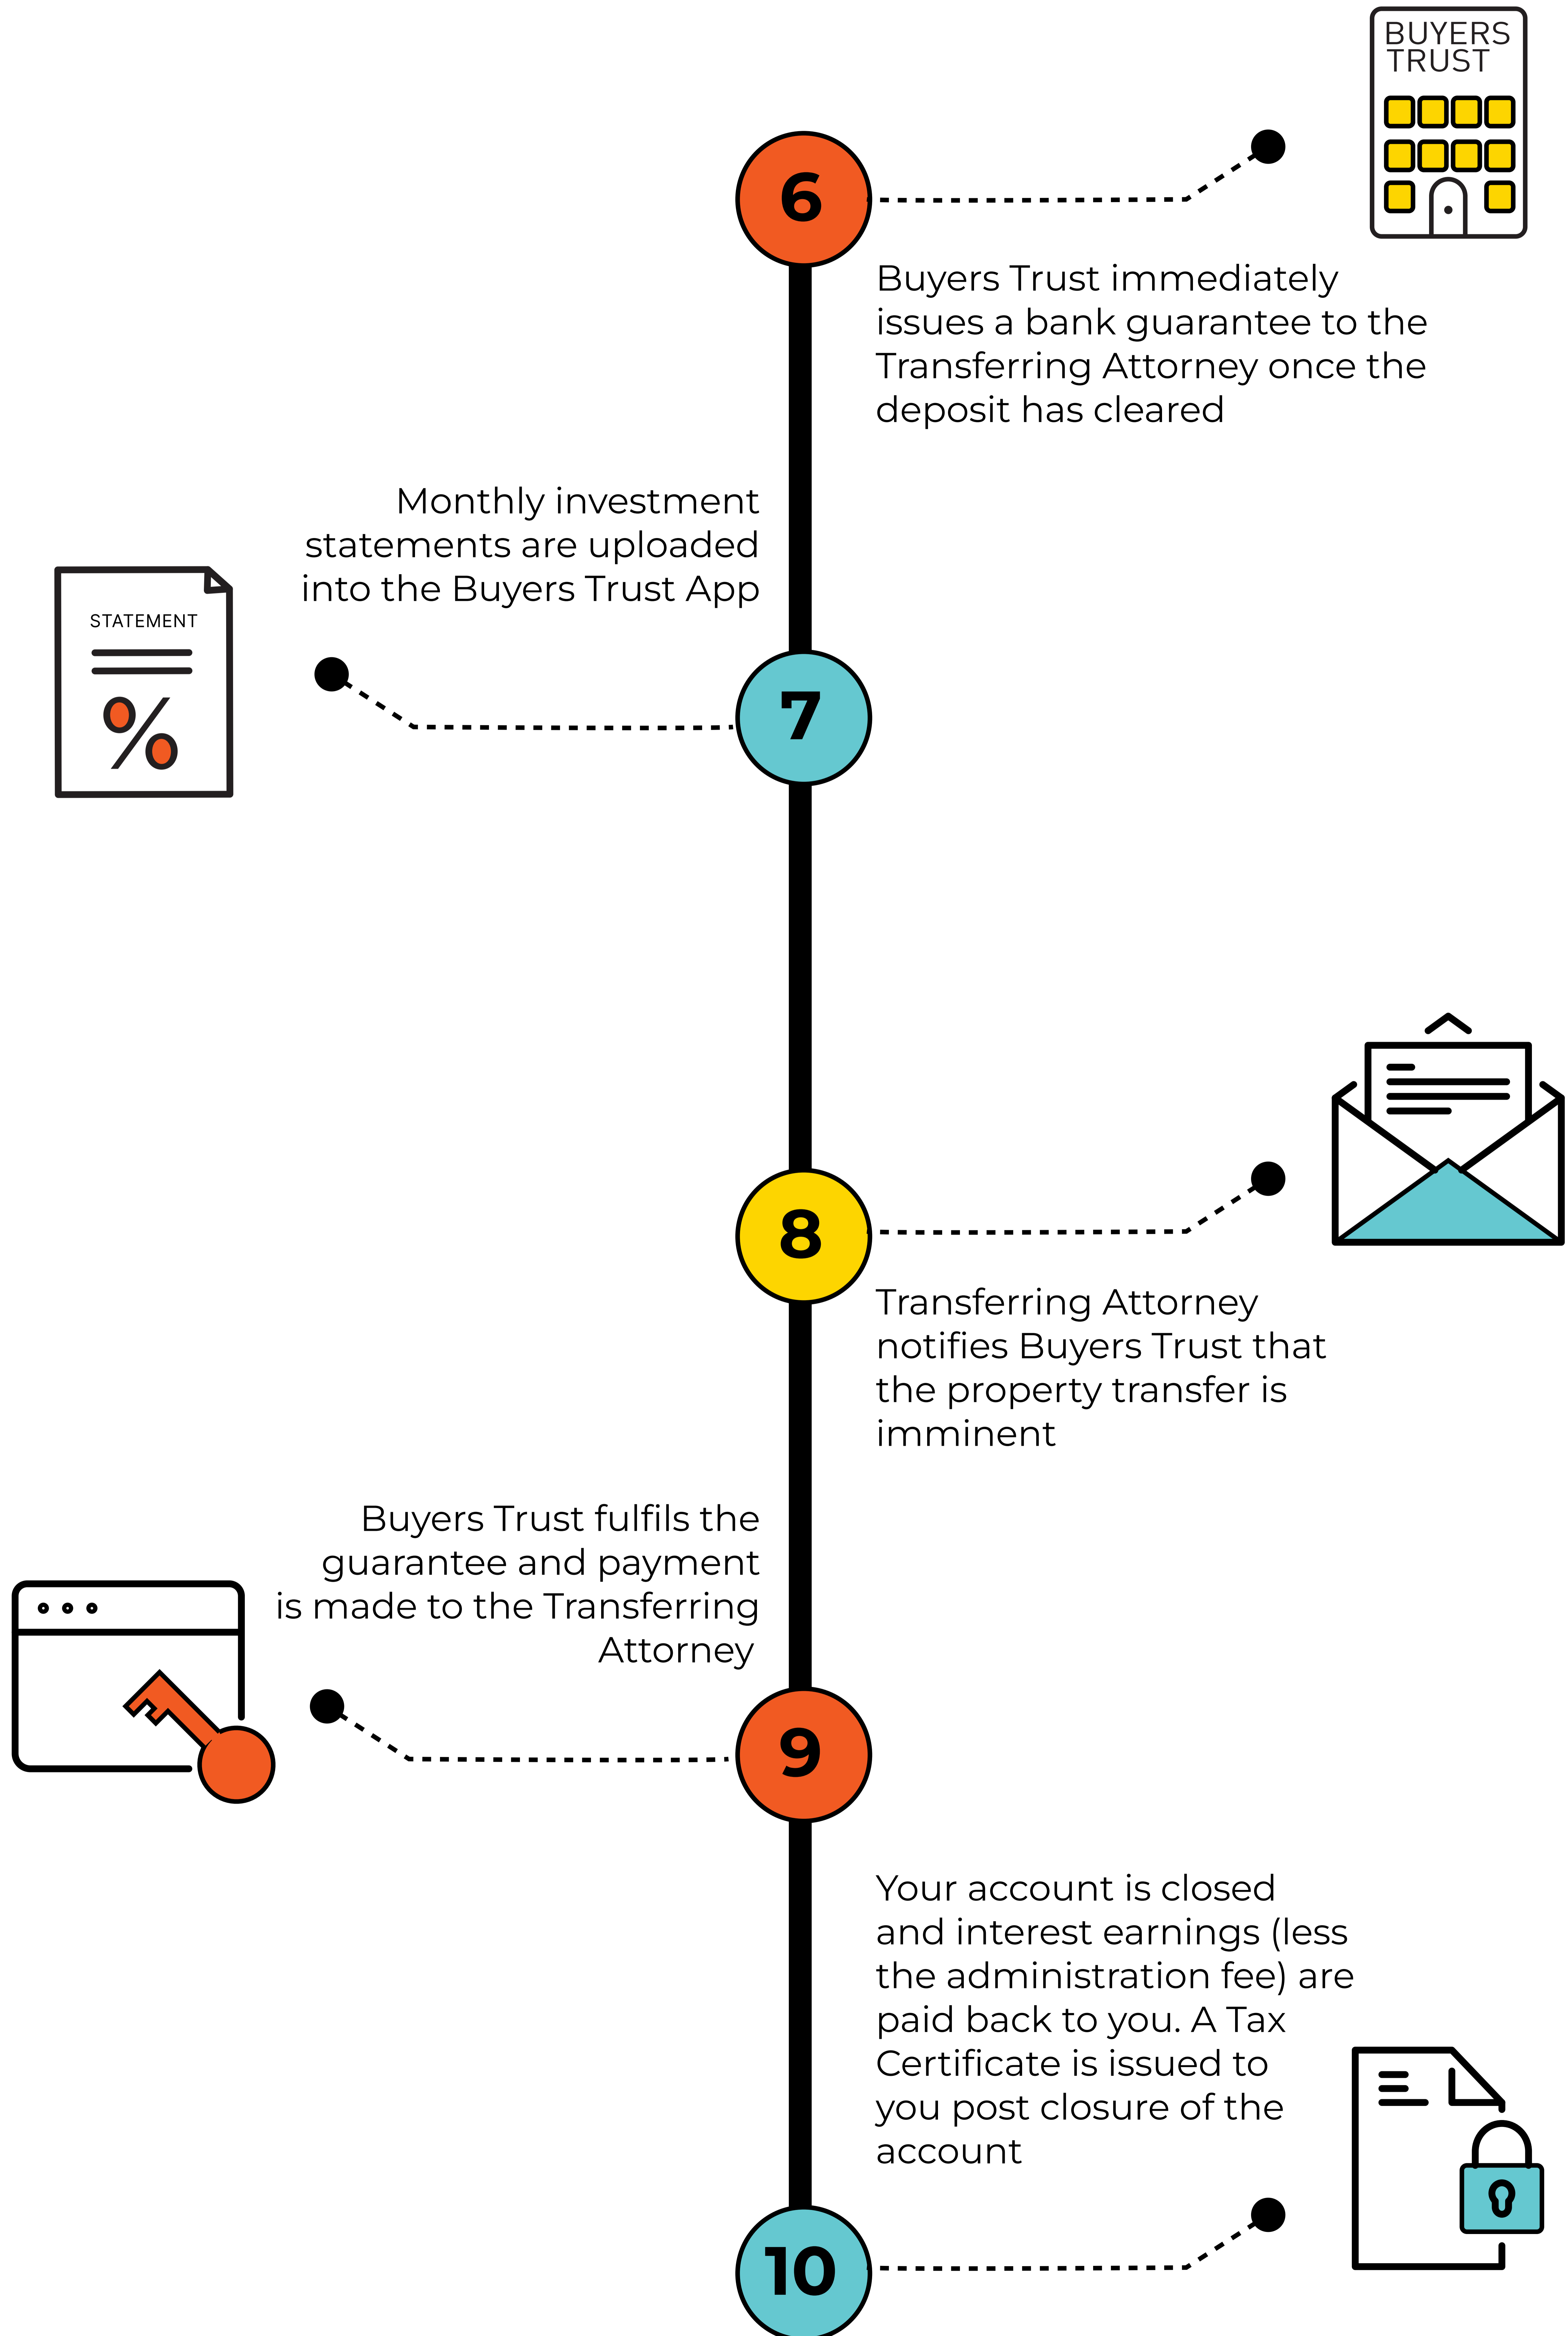 BUYERS
TRUST
6
Buyers Trust immediately
issues a bank guarantee to the
Transferring Attorney once the
deposit has cleared
Monthly investment
statements are uploaded
into the Buyers Trust App
STATEMENT
%
7
8
Transferring Attorney
notifies Buyers Trust that
the property transfer is
imminent
Buyers Trust fulfils the
guarantee and payment
is made to the Transferring
Attorney
9
Your account is closed
and interest earnings (less
the administration fee) are
paid back to you. A Tax
Certificate is issued to
you post closure of the
account
10